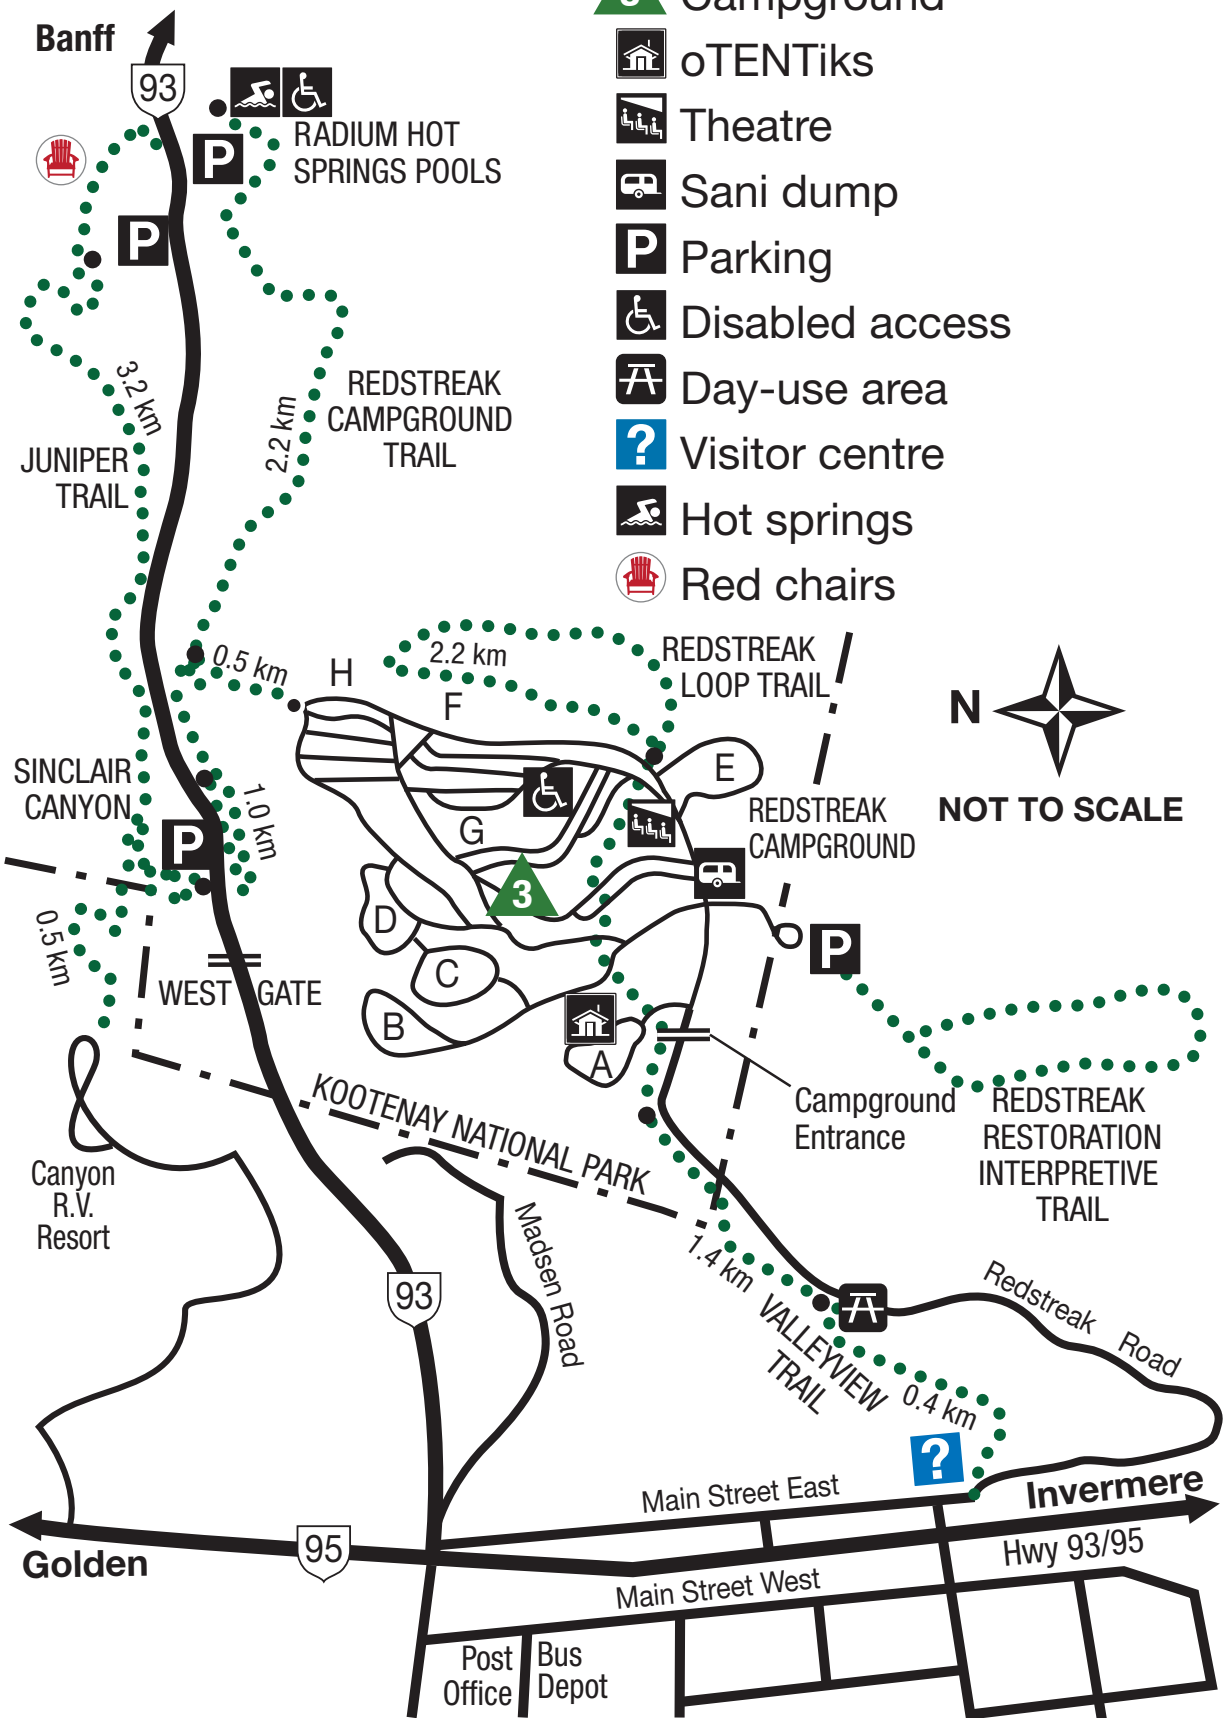 Campground
Banff
93
oTENTiks
Theatre
RADIUM HOT
SPRINGS POOLS
P
P
Sani dump
P
Parking
Disabled access
3.2 km
REDSTREAK
CAMPGROUND
TRAIL
2.2 km
Day-use area
?
Visitor centre
JUNIPER
TRAIL
Hot springs
Red chairs
0.5 km
H
2.2 km
REDSTREAK
LOOP TRAIL
F
N
E
SINCLAIR
CANYON
1.0 km
NOT TO SCALE
REDSTREAK
CAMPGROUND
P
G
3
D
0.5 km
C
P
WEST GATE
B
A
KOOTENAY NATIONAL PARK
Campground
Entrance
REDSTREAK
RESTORATION
INTERPRETIVE
TRAIL
Canyon
R.V.
Resort
Madsen Road
1.4 km
93
VALLEYVIEW
TRAIL
Redstreak Road
0.4 km
?
Main Street East
Invermere
95
Golden
Hwy 93/95
Main Street West
Post
Office
Bus
Depot